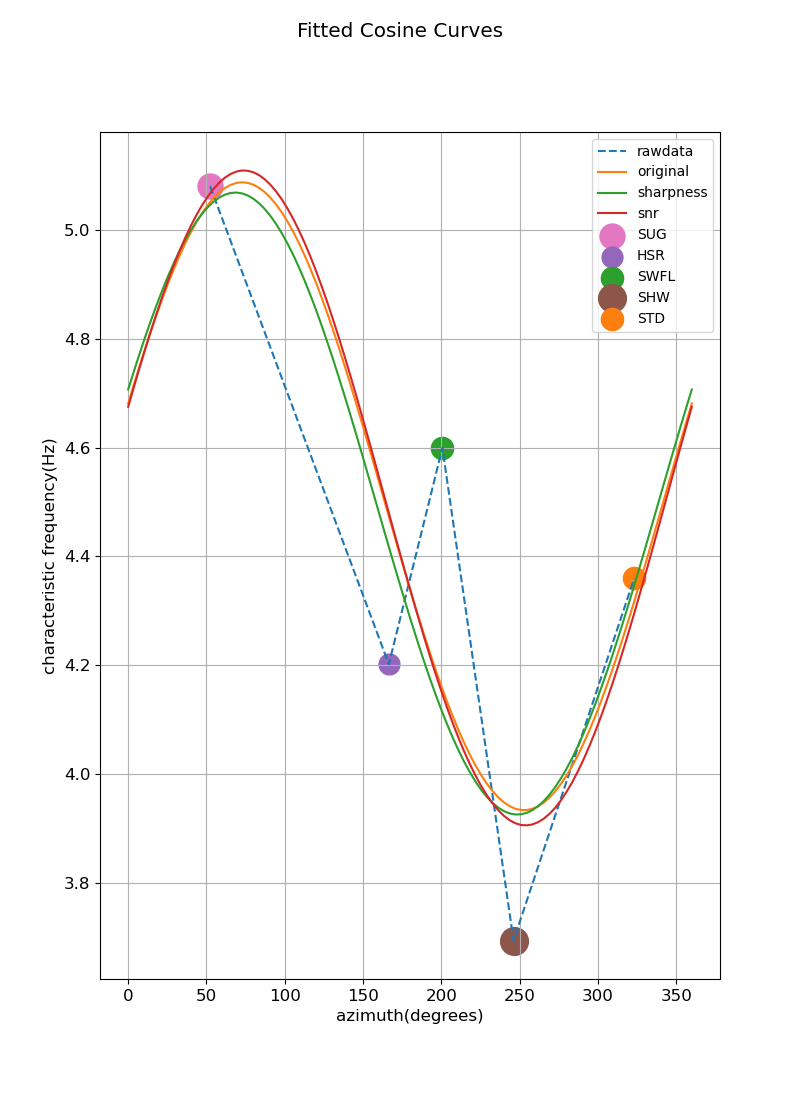 Fitted Cosine Curves
rawdata
original
sharpness
snr
SUG
HSR
SWFL
SHW
STD
characteristic frequency(Hz)
5.0
4.8
4.6
4.4
4.2
4.0
3.8
0 50 100 150 200 250 300 350
azimuth(degrees)